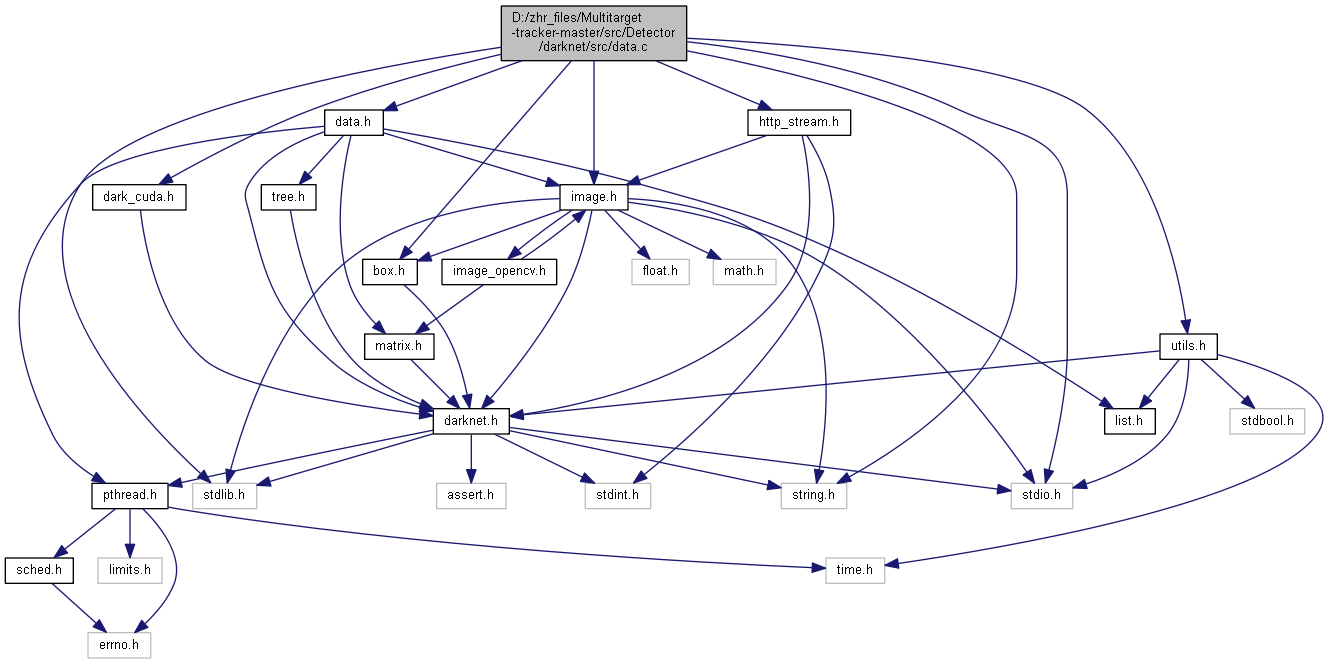 D:/zhr_files/Multitarget
-tracker-master/src/Detector
/darknet/src/data.c
data.h
http_stream.h
dark_cuda.h
tree.h
image.h
box.h
image_opencv.h
float.h
math.h
matrix.h
utils.h
darknet.h
list.h
stdbool.h
pthread.h
stdlib.h
assert.h
stdint.h
string.h
stdio.h
sched.h
limits.h
time.h
errno.h